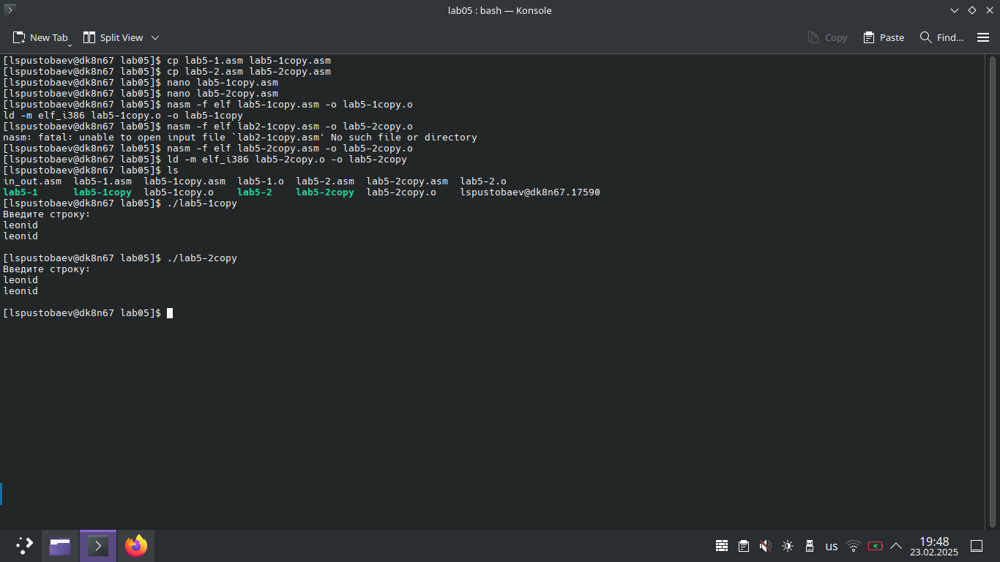 lab05 : bash — Konsole
New Tab Split View Copy Paste Find...
[lspustobaev@dk8n67 lab05]$ cp lab5-1.asm lab5-1copy.asm
[lspustobaev@dk8n67 lab05]$ cp lab5-2.asm lab5-2copy.asm
[lspustobaev@dk8n67 lab05]$ nano lab5-1copy.asm
[lspustobaev@dk8n67 lab05]$ nano lab5-2copy.asm
[lspustobaev@dk8n67 lab05]$ nasm -f elf lab5-1copy.asm -o lab5-1copy.o
ld -m elf_i386 lab5-1copy.o -o lab5-1copy
[lspustobaev@dk8n67 lab05]$ nasm -f elf lab2-1copy.asm -o lab5-2copy.o
nasm: fatal: unable to open input file `lab2-1copy.asm' No such file or directory
[lspustobaev@dk8n67 lab05]$ nasm -f elf lab5-2copy.asm -o lab5-2copy.o
[lspustobaev@dk8n67 lab05]$ ld -m elf_i386 lab5-2copy.o -o lab5-2copy
[lspustobaev@dk8n67 lab05]$ ls
in_out.asm  lab5-1.asm  lab5-1copy.asm  lab5-1.o  lab5-2.asm  lab5-2copy.asm  lab5-2.o
lab5-1      lab5-1copy  lab5-1copy.o    lab5-2    lab5-2copy  lab5-2copy.o    lspustobaev@dk8n67.17590
[lspustobaev@dk8n67 lab05]$ ./lab5-1copy
Введите строку:
leonid
leonid
[lspustobaev@dk8n67 lab05]$ ./lab5-2copy
Введите строку:
leonid
leonid
[lspustobaev@dk8n67 lab05]$
us
19:48
23.02.2025